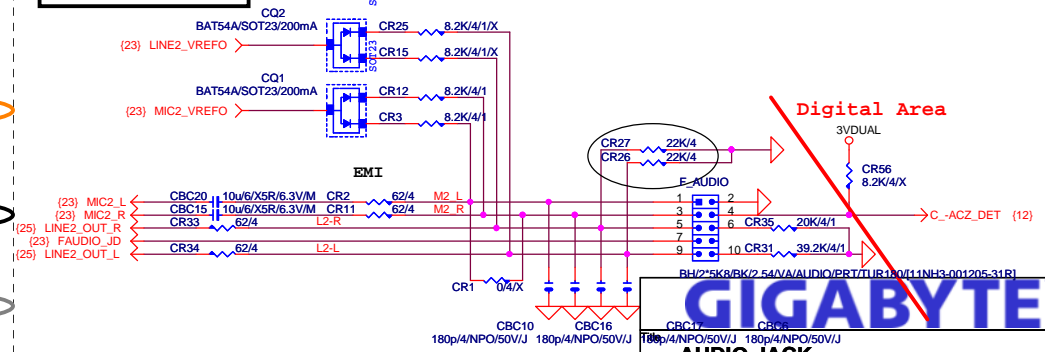 CQ2
BAT54A/SOT23/200mA
SOT23
{23} LINE2_VREFO
CR25 8.2K/4/1/X
CR15 8.2K/4/1/X
CQ1
BAT54A/SOT23/200mA
{23} MIC2_VREFO
CR12 8.2K/4/1
CR3 8.2K/4/1
Digital Area
3VDUAL
CR27 22K/4
CR26 22K/4
CR56
8.2K/4/X
EMI
F_AUDIO
{23} MIC2_L CBC20 10u/6/X5R/6.3V/M CR2 62/4 M2_L 1 2
{23} MIC2_R CBC15 10u/6/X5R/6.3V/M CR11 62/4 M2_R 3 4 C_-ACZ_DET {12}
{25} LINE2_OUT_R CR33 62/4 L2-R 5 6 CR35 20K/4/1
{23} FAUDIO_JD 7
{25} LINE2_OUT_L CR34 62/4 L2-L 9 10 CR31 39.2K/4/1
BH/2*5K8/BK/2.54/VA/AUDIO/PRT/TUR180/[11NH3-001205-31R]
CR1 0/4/X
GIGABYTE
CBC10 CBC16 CBC17 CBC6
180p/4/NPO/50V/J 180p/4/NPO/50V/J 180p/4/NPO/50V/J 180p/4/NPO/50V/J
Title
AUDIO JACK